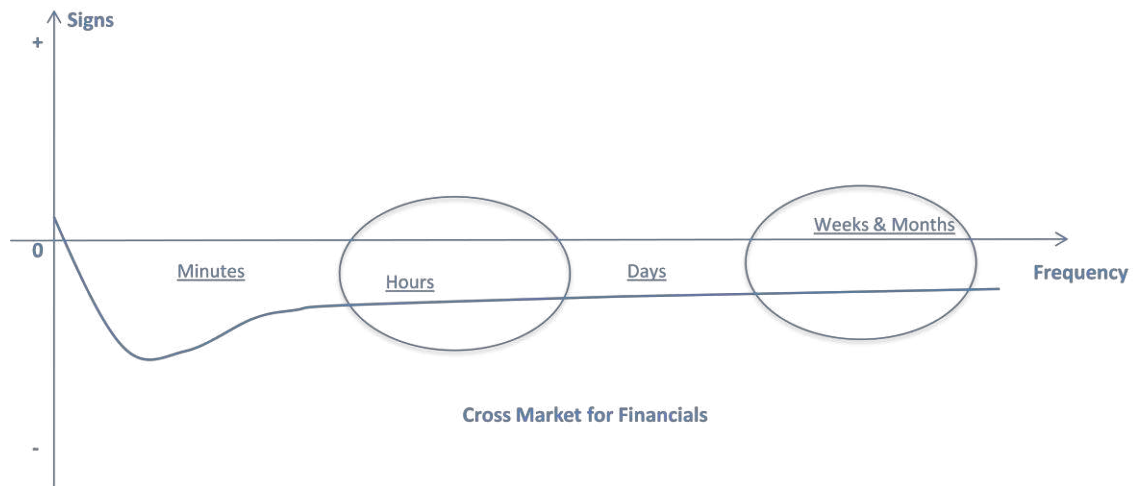 Signs
+
Weeks & Months
0
Minutes
Hours
Days
Frequency
Cross Market for Financials
-